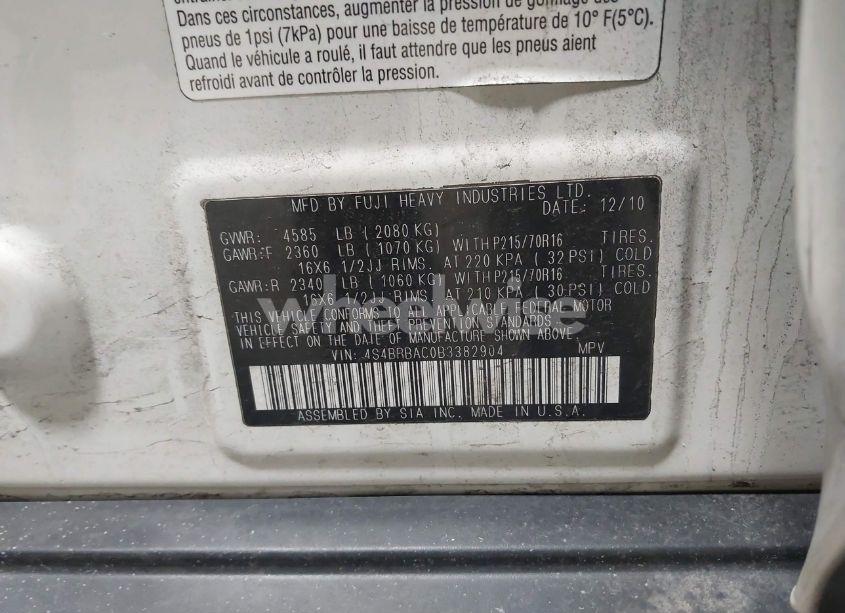 Dans ces circonstances, augmenter la pression de gonflage des
pneus de 1psi (7kPa) pour une baisse de température de 10° F(5°C).
Quand le véhicule a roulé, il faut attendre que les pneus aient
refroidi avant de contrôler la pression.
MFD BY FUJI HEAVY INDUSTRIES LTD.
DATE: 12/10
GVWR: 4585 LB ( 2080 KG)
GAWR:F 2360 LB ( 1070 KG) WITH P215/70R16 TIRES.
16X6 1/2JJ RIMS. AT 220 KPA ( 32 PSI) COLD
GAWR:R 2340 LB ( 1060 KG) WITH P215/70R16 TIRES.
16X6 1/2JJ RIMS. AT 210 KPA ( 30 PSI) COLD
THIS VEHICLE CONFORMS TO ALL APPLICABLE FEDERAL MOTOR
VEHICLE SAFETY AND THEFT PREVENTION STANDARDS
IN EFFECT ON THE DATE OF MANUFACTURE SHOWN ABOVE.
VIN: 4S4BRBAC0B3382904 MPV
ASSEMBLED BY SIA INC. MADE IN U.S.A.
wheelwire